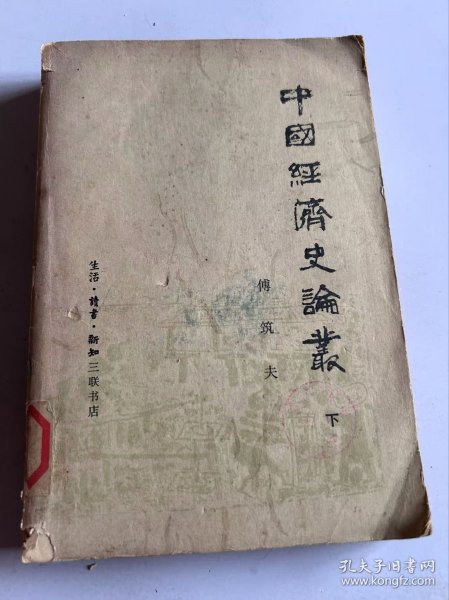 中國經濟史論叢
下
傅筑夫
生活·讀書·新知三联书店
孔夫子旧书网
www.kongfz.com